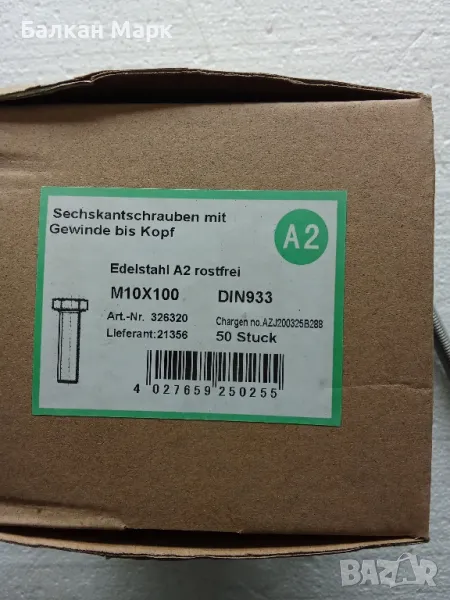 Балкан Марк
Sechskantschrauben mit
Gewinde bis Kopf
A2
Edelstahl A2 rostfrei
M10X100 DIN933
Art.-Nr. 326320 Chargen no.AZJ200325B288
Lieferant:21356 50 Stuck
4 027659 250255
BAZAR